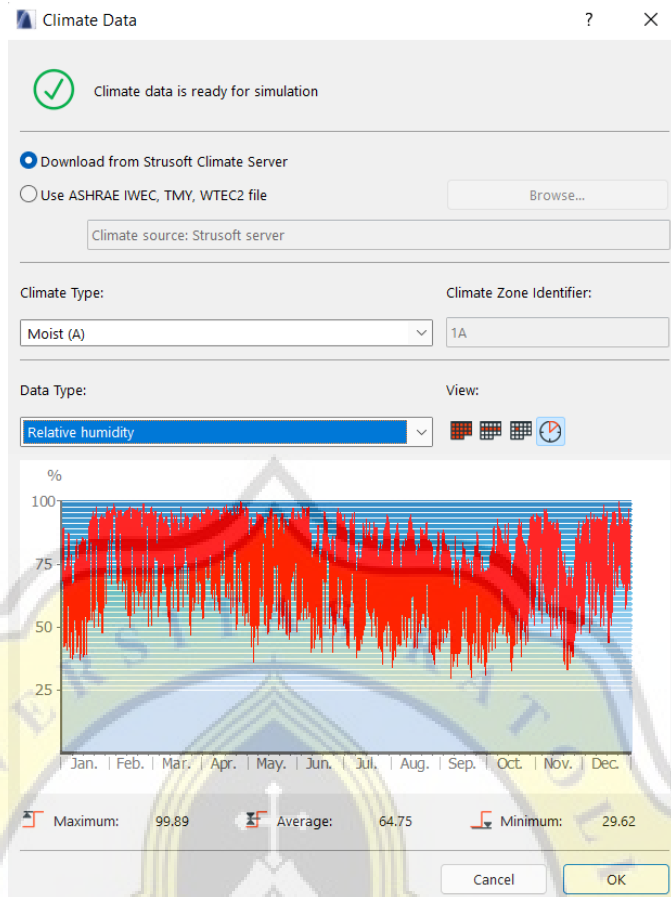 Climate Data ?
Climate data is ready for simulation
Download from Strusoft Climate Server
Use ASHRAE IWEC, TMY, WTEC2 file Browse...
Climate source: Strusoft server
Climate Type: Climate Zone Identifier:
Moist (A) 1A
Data Type: View:
Relative humidity
%
100
75
50
25
Jan. | Feb. | Mar. | Apr. | May. | Jun. | Jul. | Aug. | Sep. | Oct. | Nov. | Dec.
Maximum: 99.89 Average: 64.75 Minimum: 29.62
Cancel OK